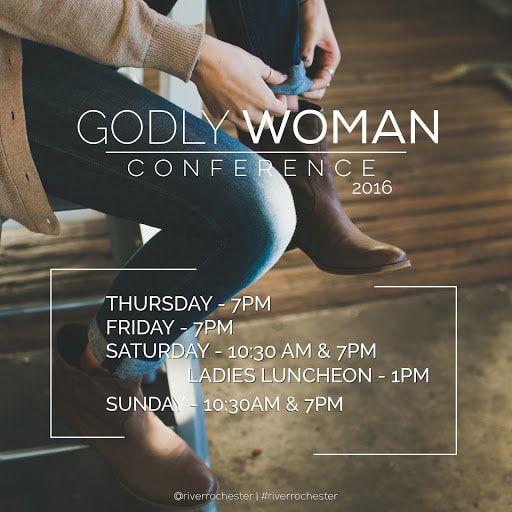 GODLY WOMAN
CONFERENCE
2016
THURSDAY - 7PM
FRIDAY - 7PM
SATURDAY - 10:30 AM & 7PM
LADIES LUNCHEON - 1PM
SUNDAY - 10:30AM & 7PM
@riverrochester | #riverrochester